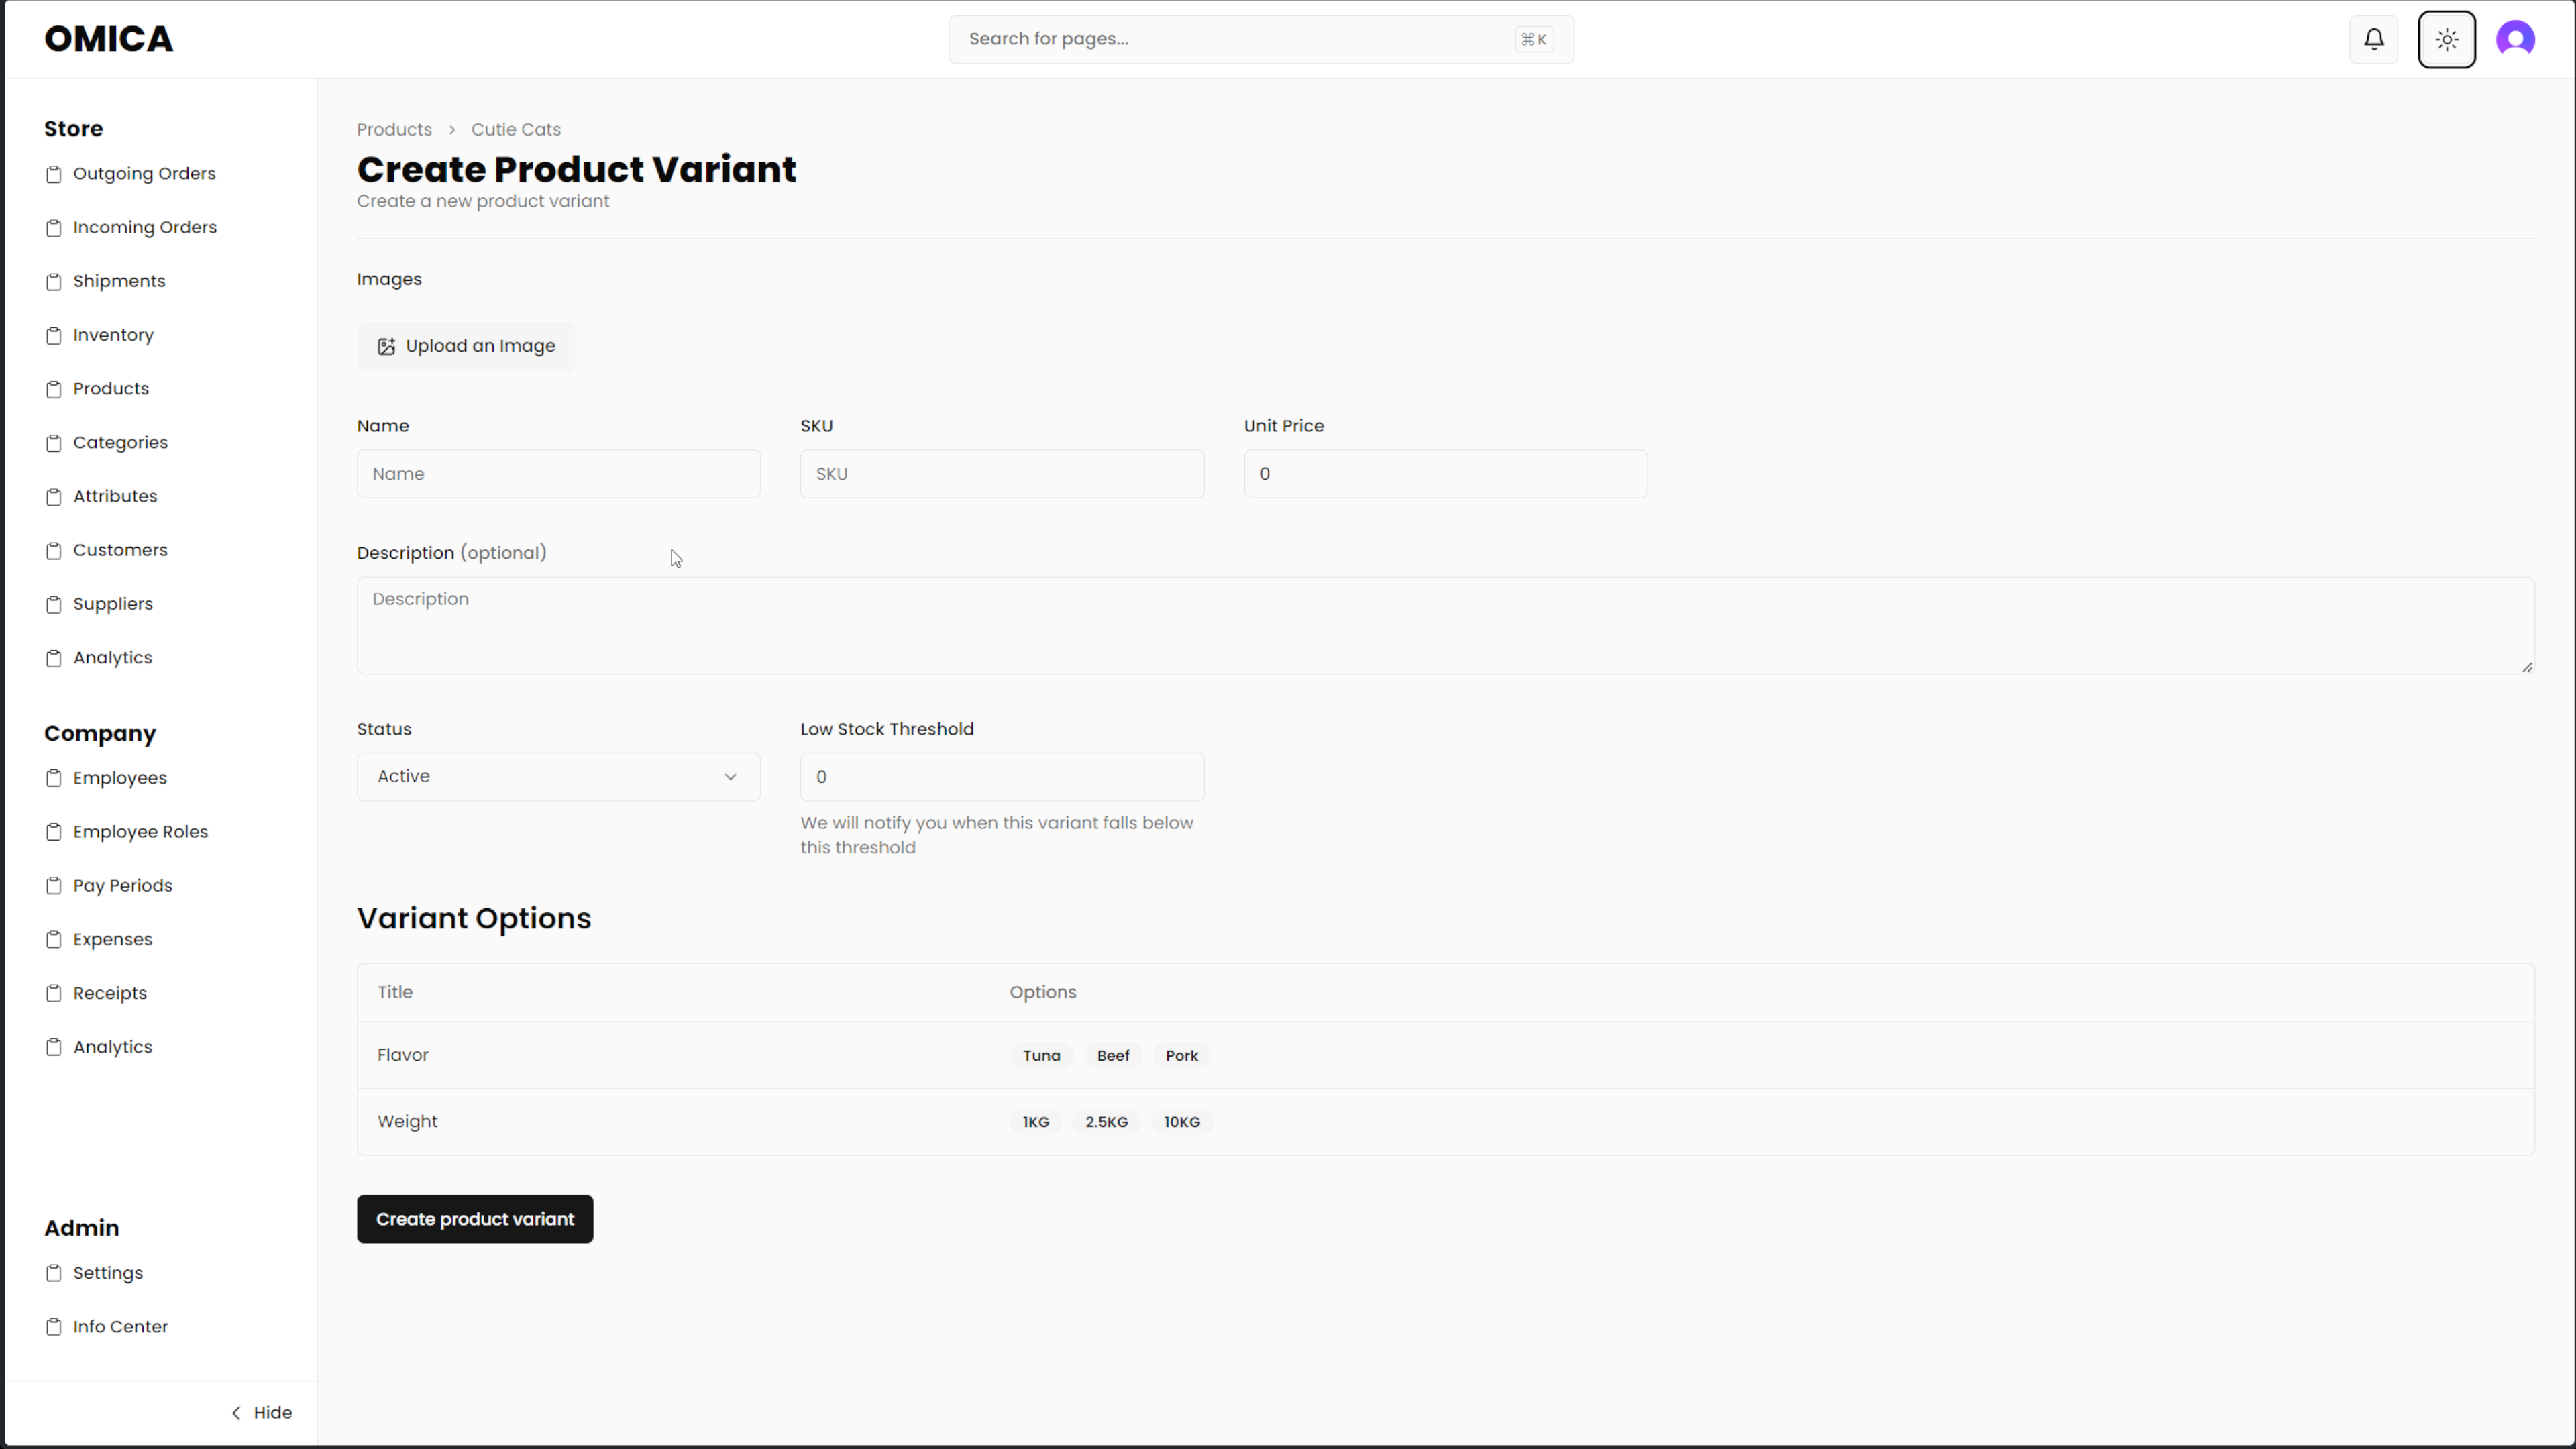 OMICA
Search for pages...
⌘ K
Store
Outgoing Orders
Incoming Orders
Shipments
Inventory
Products
Categories
Attributes
Customers
Suppliers
Analytics
Company
Employees
Employee Roles
Pay Periods
Expenses
Receipts
Analytics
Admin
Settings
Info Center
Hide
Products > Cutie Cats
Create Product Variant
Create a new product variant
Images
Upload an Image
Name SKU Unit Price
Name SKU 0
Description (optional)
Description
Status Low Stock Threshold
Active 0
We will notify you when this variant falls below
this threshold
Variant Options
Title Options
Flavor Tuna Beef Pork
Weight 1KG 2.5KG 10KG
Create product variant